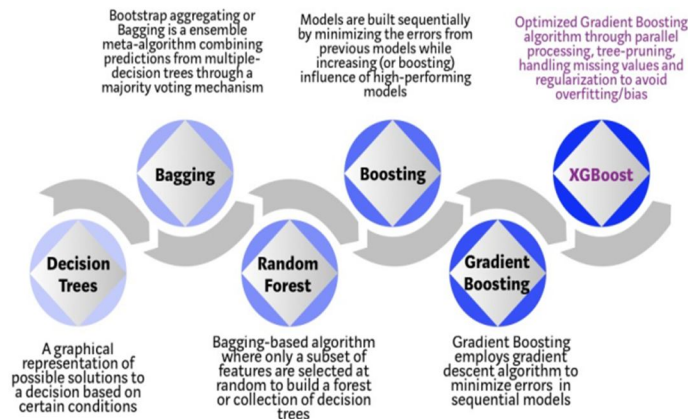 Bootstrap aggregating or
Bagging is a ensemble
meta-algorithm combining
predictions from multiple-
decision trees through a
majority voting mechanism
Models are built sequentially
by minimizing the errors from
previous models while
increasing (or boosting)
influence of high-performing
models
Optimized Gradient Boosting
algorithm through parallel
processing, tree-pruning,
handling missing values and
regularization to avoid
overfitting/bias
Bagging
Boosting
XGBoost
Decision
Trees
Random
Forest
Gradient
Boosting
A graphical
representation of
possible solutions to
a decision based on
certain conditions
Bagging-based algorithm
where only a subset of
features are selected at
random to build a forest
or collection of decision
trees
Gradient Boosting
employs gradient
descent algorithm to
minimize errors in
sequential models